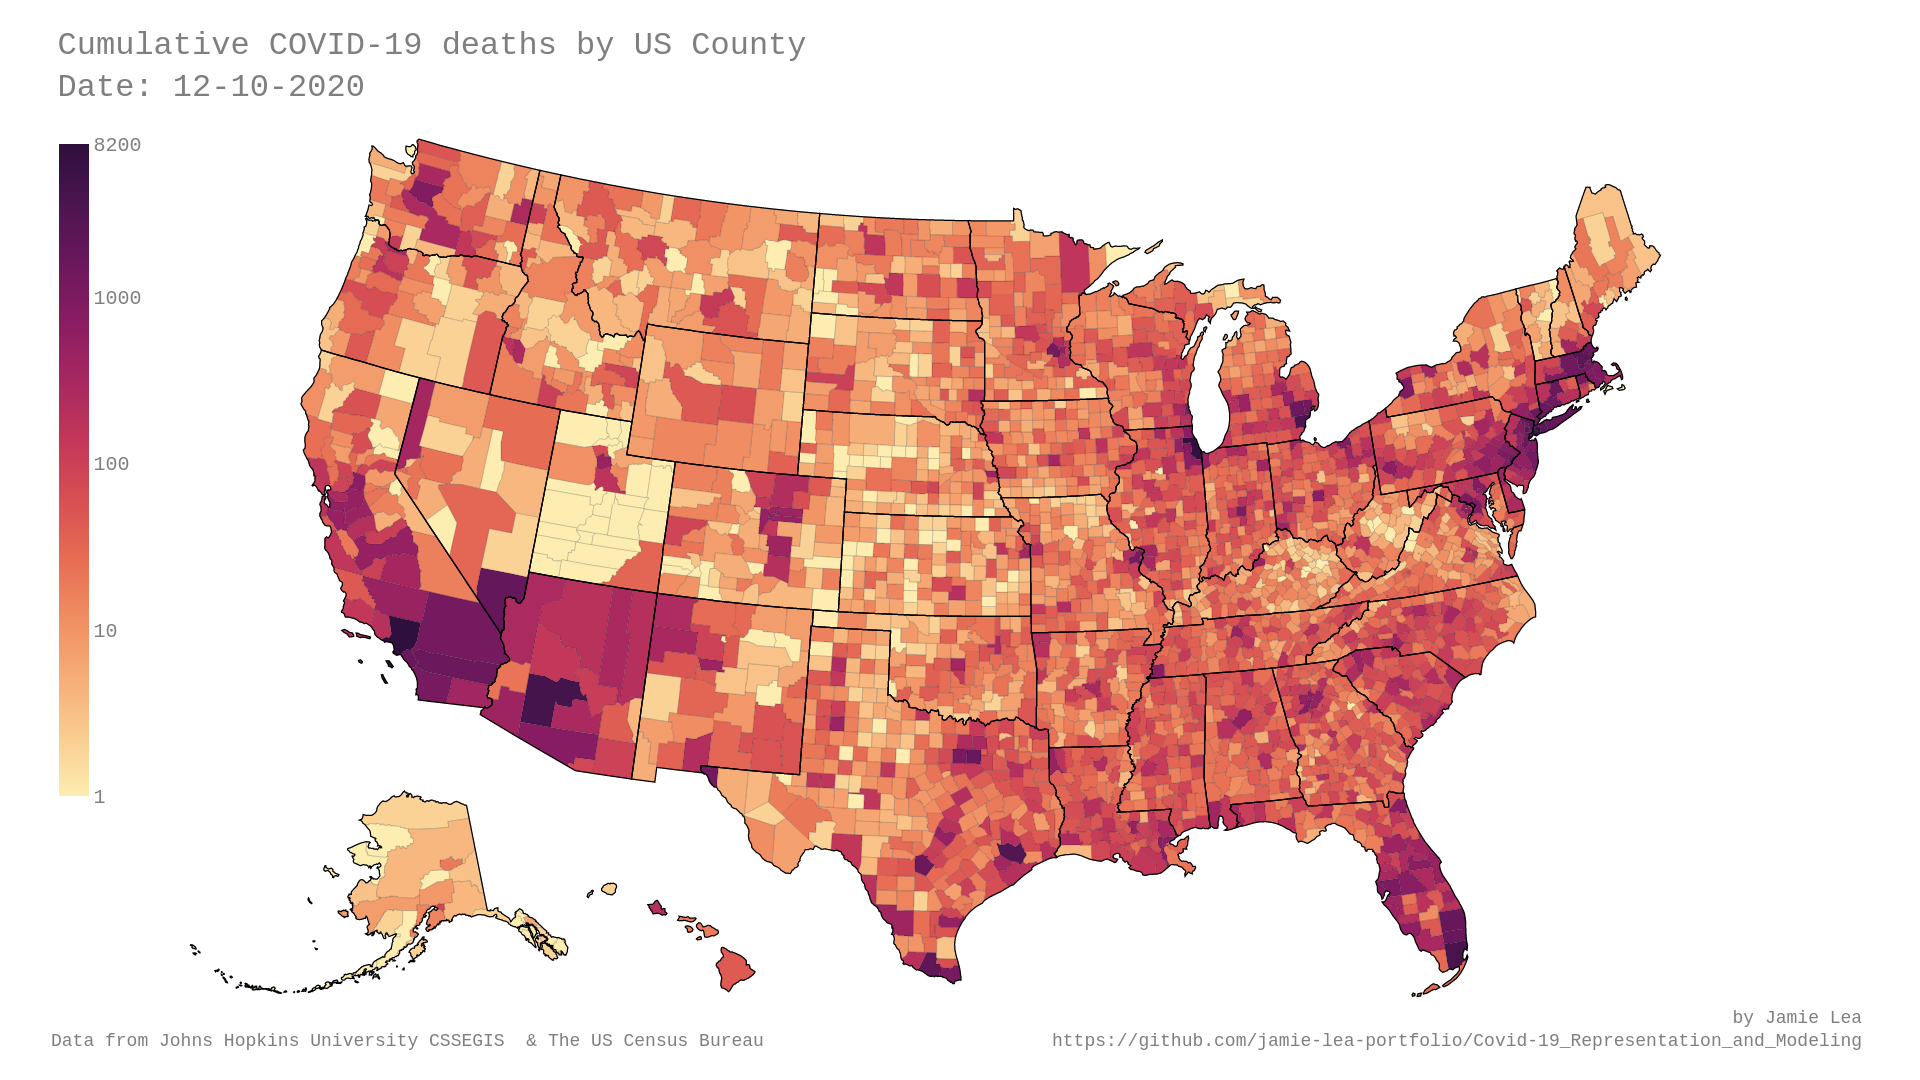 Cumulative COVID-19 deaths by US County
Date: 12-10-2020
8200
1000
100
10
1
by Jamie Lea
Data from Johns Hopkins University CSSEGIS  & The US Census Bureau
https://github.com/jamie-lea-portfolio/Covid-19_Representation_and_Modeling